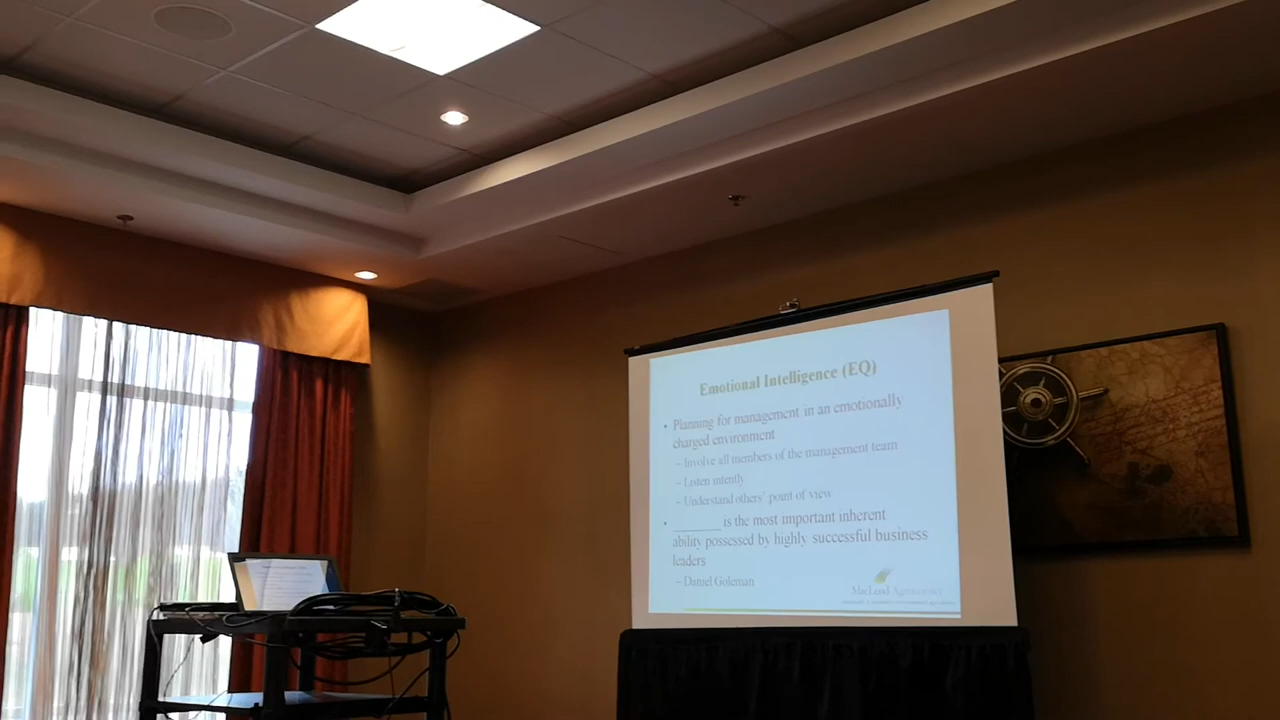 Emotional Intelligence (EQ)
• Planning for management in an emotionally
charged environment
– Involve all members of the management team
– Listen intently
– Understand others' point of view
• _______ is the most important inherent
ability possessed by highly successful business
leaders
– Daniel Goleman
MacLeod Agronomy